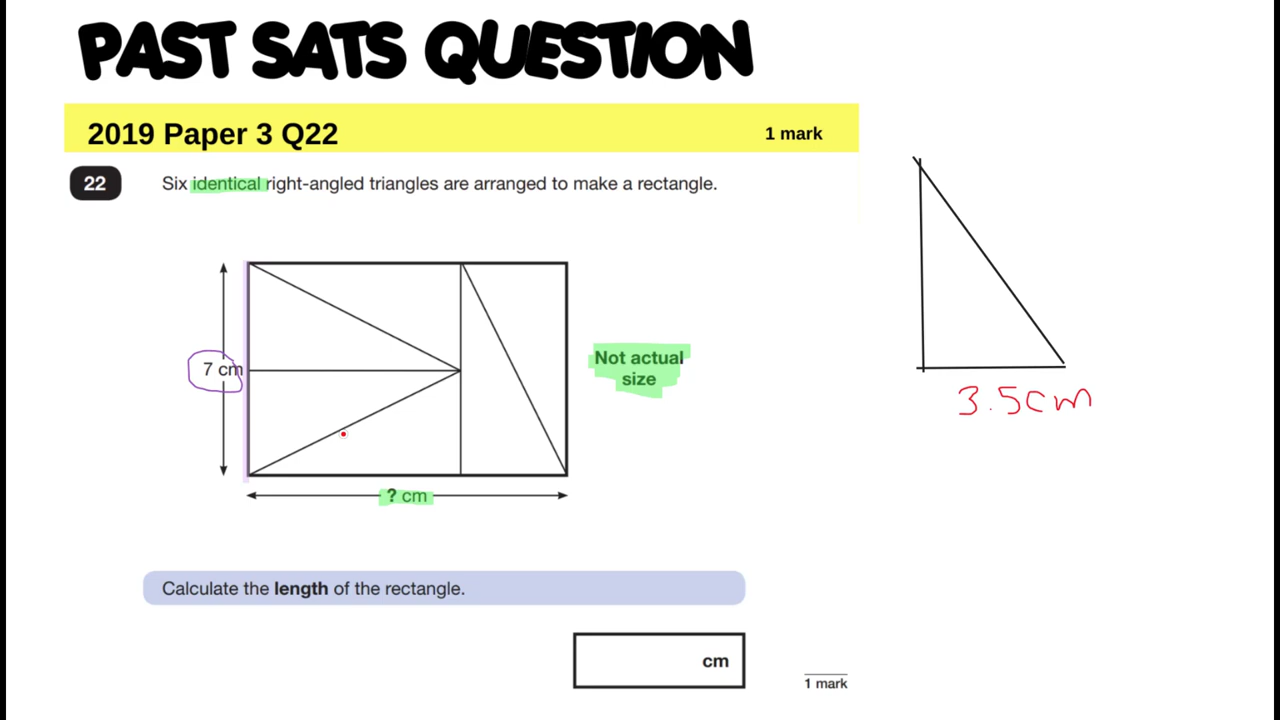 PAST SATS QUESTION
2019 Paper 3 Q22
1 mark
22
Six identical right-angled triangles are arranged to make a rectangle.
7 cm
Not actual
size
3.5cm
? cm
Calculate the length of the rectangle.
cm
1 mark